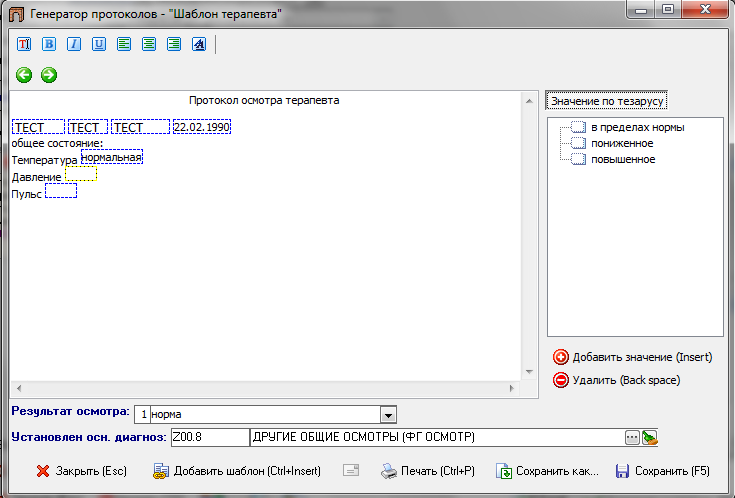 Генератор протоколов - "Шаблон терапевта"
Протокол осмотра терапевта
ТЕСТ ТЕСТ ТЕСТ 22.02.1990
общее состояние:
Температура нормальная
Давление
Пульс
Значение по тезарусу
в пределах нормы
пониженное
повышенное
Добавить значение (Insert)
Удалить (Back space)
Результат осмотра: 1 норма
Установлен осн. диагноз: Z00.8 ДРУГИЕ ОБЩИЕ ОСМОТРЫ (ФГ ОСМОТР)
Закрыть (Esc) Добавить шаблон (Ctrl+Insert) Печать (Ctrl+P) Сохранить как... Сохранить (F5)